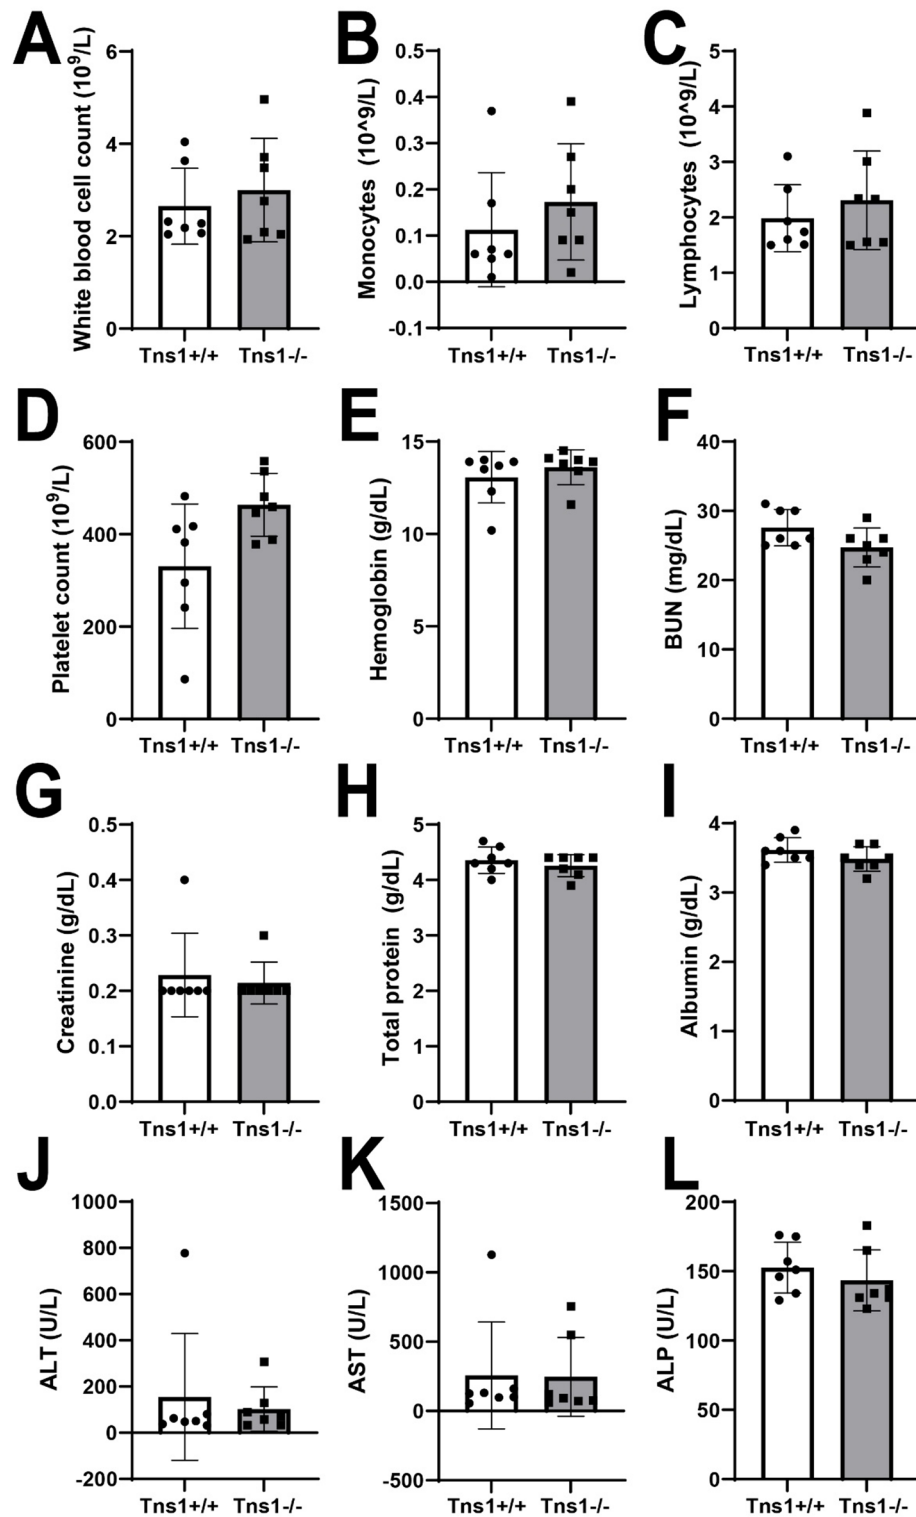 A
White blood cell count (10⁹/L)
6
4
2
0
Tns1+/+ Tns1-/-
B
Monocytes (10^9/L)
0.5
0.4
0.3
0.2
0.1
0.0
-0.1
Tns1+/+ Tns1-/-
C
Lymphocytes (10^9/L)
5
4
3
2
1
0
Tns1+/+ Tns1-/-
D
Platelet count (10⁹/L)
600
400
200
0
Tns1+/+ Tns1-/-
E
Hemoglobin (g/dL)
15
10
5
0
Tns1+/+ Tns1-/-
F
BUN (mg/dL)
40
30
20
10
0
Tns1+/+ Tns1-/-
G
Creatinine (g/dL)
0.5
0.4
0.3
0.2
0.1
0.0
Tns1+/+ Tns1-/-
H
Total protein (g/dL)
5
4
3
2
1
0
Tns1+/+ Tns1-/-
I
Albumin (g/dL)
4
3
2
1
0
Tns1+/+ Tns1-/-
J
ALT (U/L)
1000
800
600
400
200
0
-200
Tns1+/+ Tns1-/-
K
AST (U/L)
1500
1000
500
0
-500
Tns1+/+ Tns1-/-
L
ALP (U/L)
200
150
100
50
0
Tns1+/+ Tns1-/-